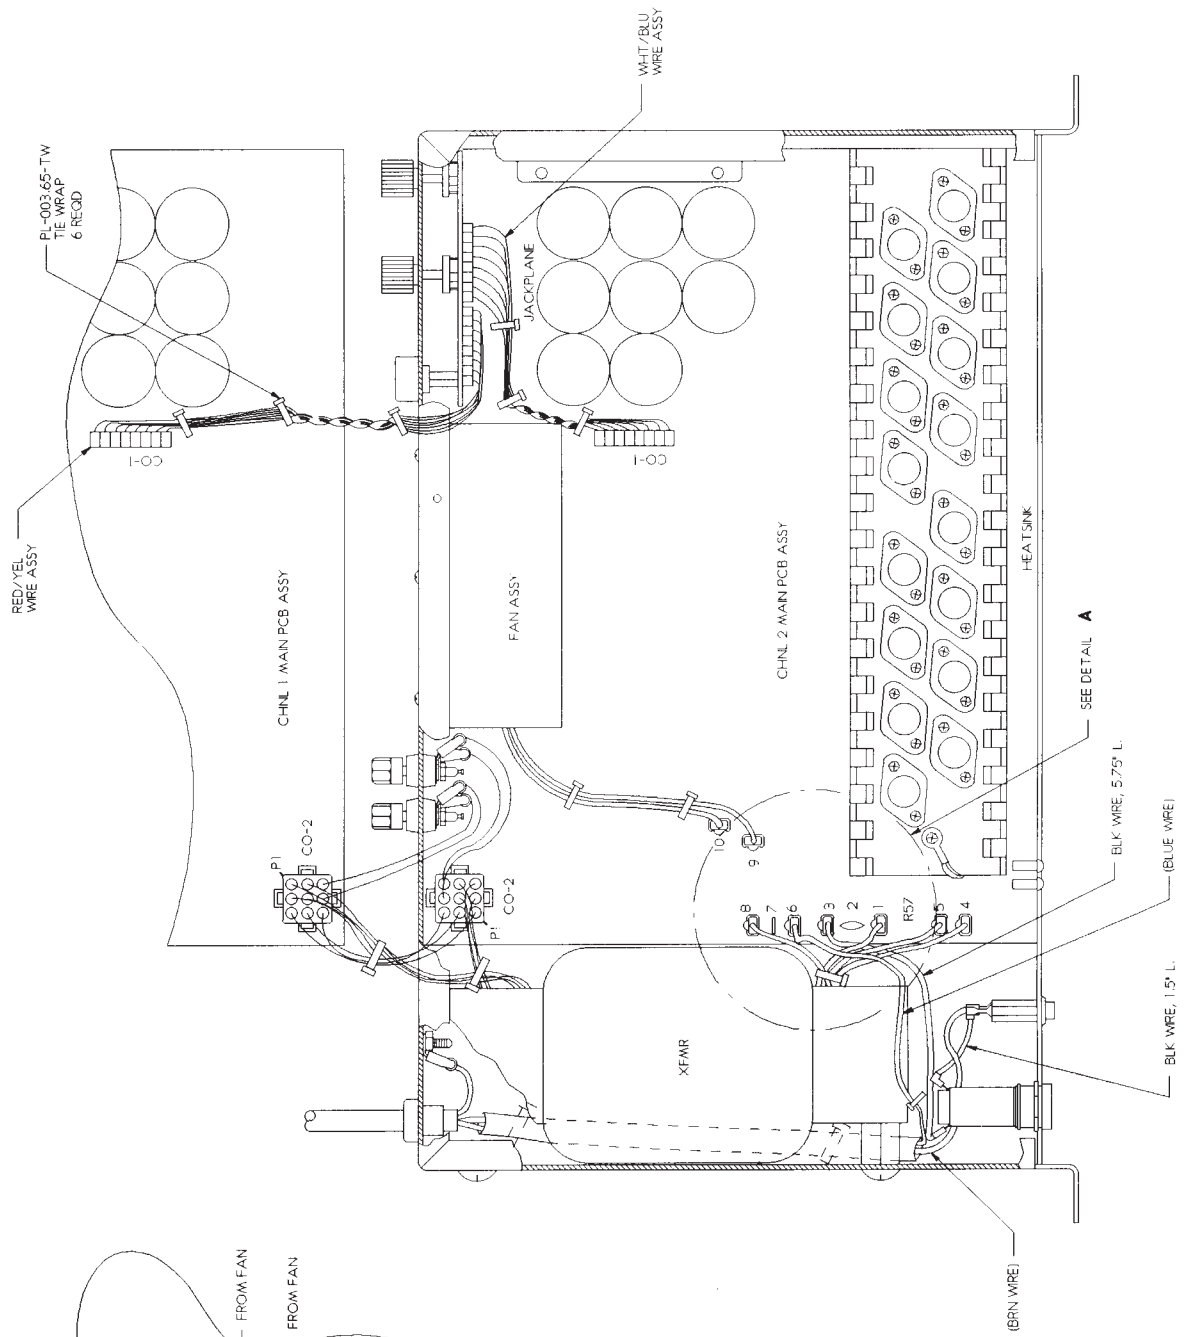 RED/YEL
WIRE ASSY
PL-003.65-TW
TIE WRAP
6 REQD
WHT/BLU
WIRE ASSY
CO-1
CHNL 1 MAIN PCB ASSY
P1
CO-2
JACKPLANE
FAN ASSY
CO-1
CHNL 2 MAIN PCB ASSY
P1
CO-2
10
9
8
7
6
3
2
1
R57
5
4
XFMR
HEATSINK
SEE DETAIL A
BLK WIRE, 5.75" L.
(BLUE WIRE)
BLK WIRE, 1.5" L.
(BRN WIRE)
FROM FAN
FROM FAN